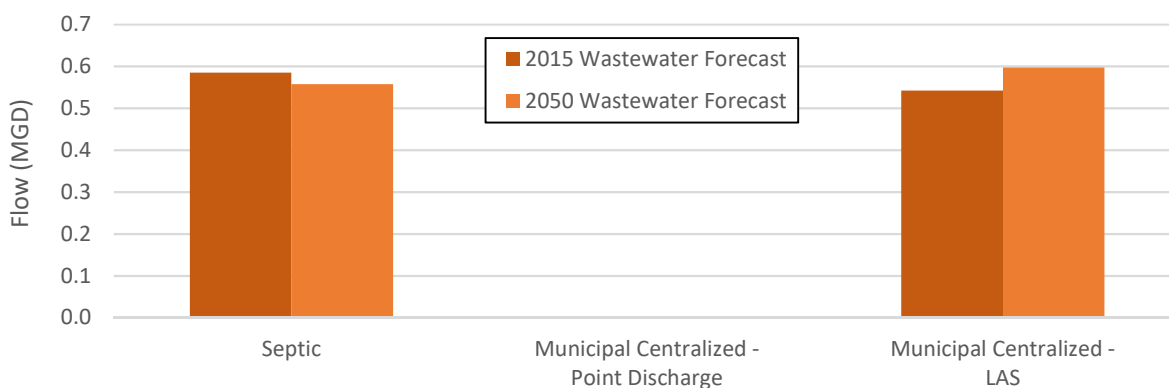 Flow (MGD)
0.7
0.6
0.5
0.4
0.3
0.2
0.1
0.0
2015 Wastewater Forecast
2050 Wastewater Forecast
Septic
Municipal Centralized -
Point Discharge
Municipal Centralized -
LAS